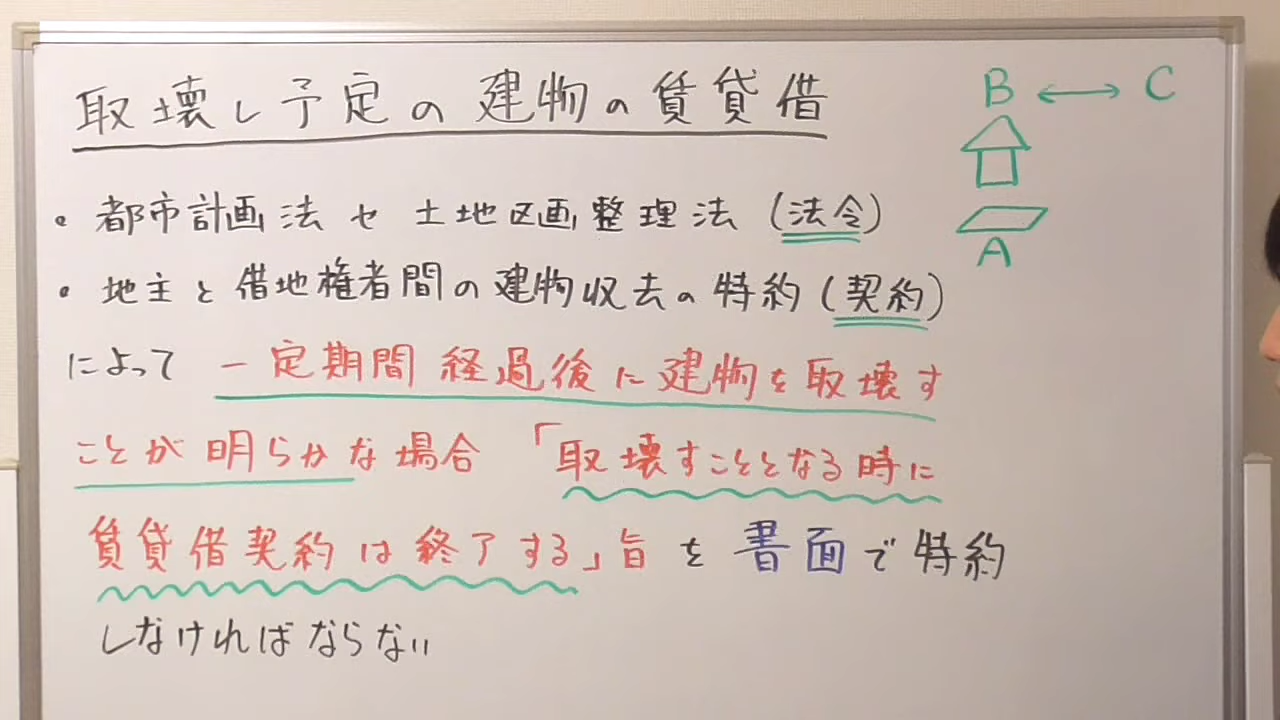 取壊し予定の建物の賃貸借
B ⟷ C
A
• 都市計画法や土地区画整理法(法令)
• 地主と借地権者間の建物収去の特約(契約)
によって 一定期間経過後に建物を取壊す
ことが明らかな場合「取壊すこととなる時に
賃貸借契約は終了する」旨を書面で特約
しなければならない